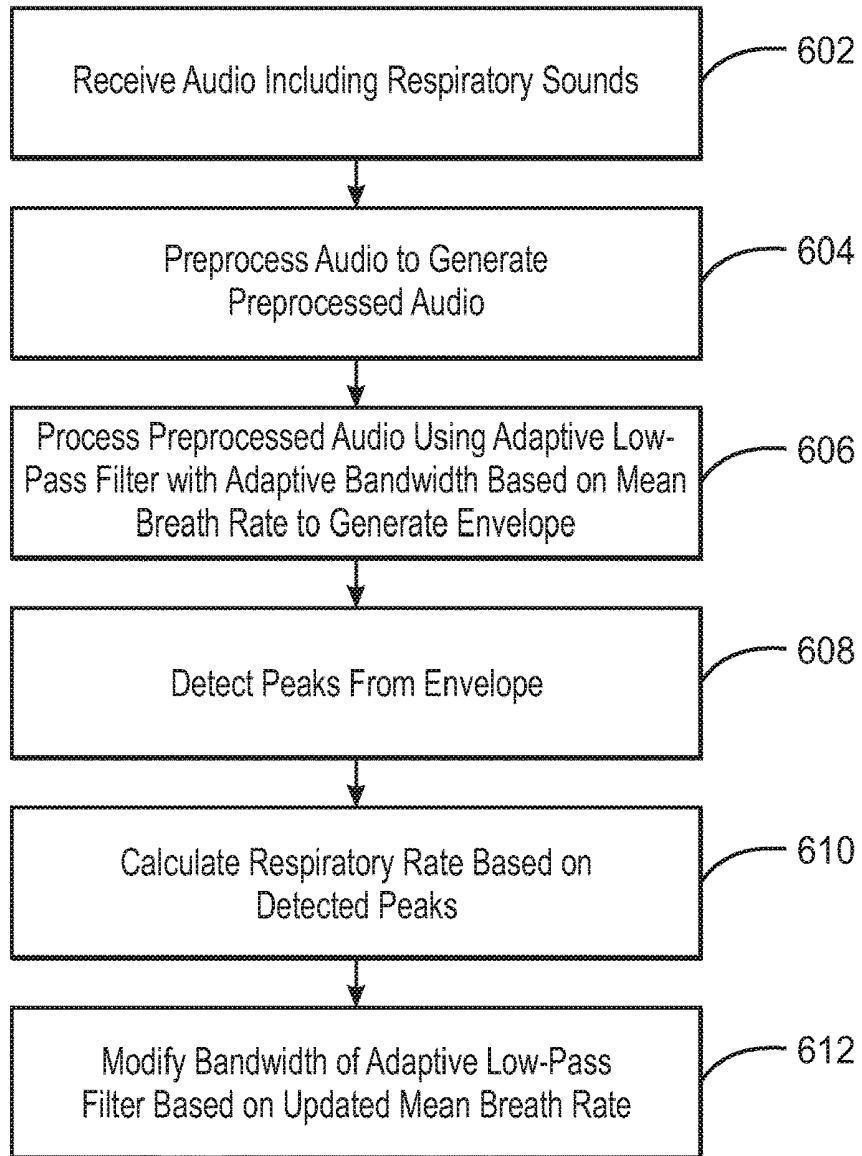 Receive Audio Including Respiratory Sounds
602
Preprocess Audio to Generate
Preprocessed Audio
604
Process Preprocessed Audio Using Adaptive Low-
Pass Filter with Adaptive Bandwidth Based on Mean
Breath Rate to Generate Envelope
606
Detect Peaks From Envelope
608
Calculate Respiratory Rate Based on
Detected Peaks
610
Modify Bandwidth of Adaptive Low-Pass
Filter Based on Updated Mean Breath Rate
612